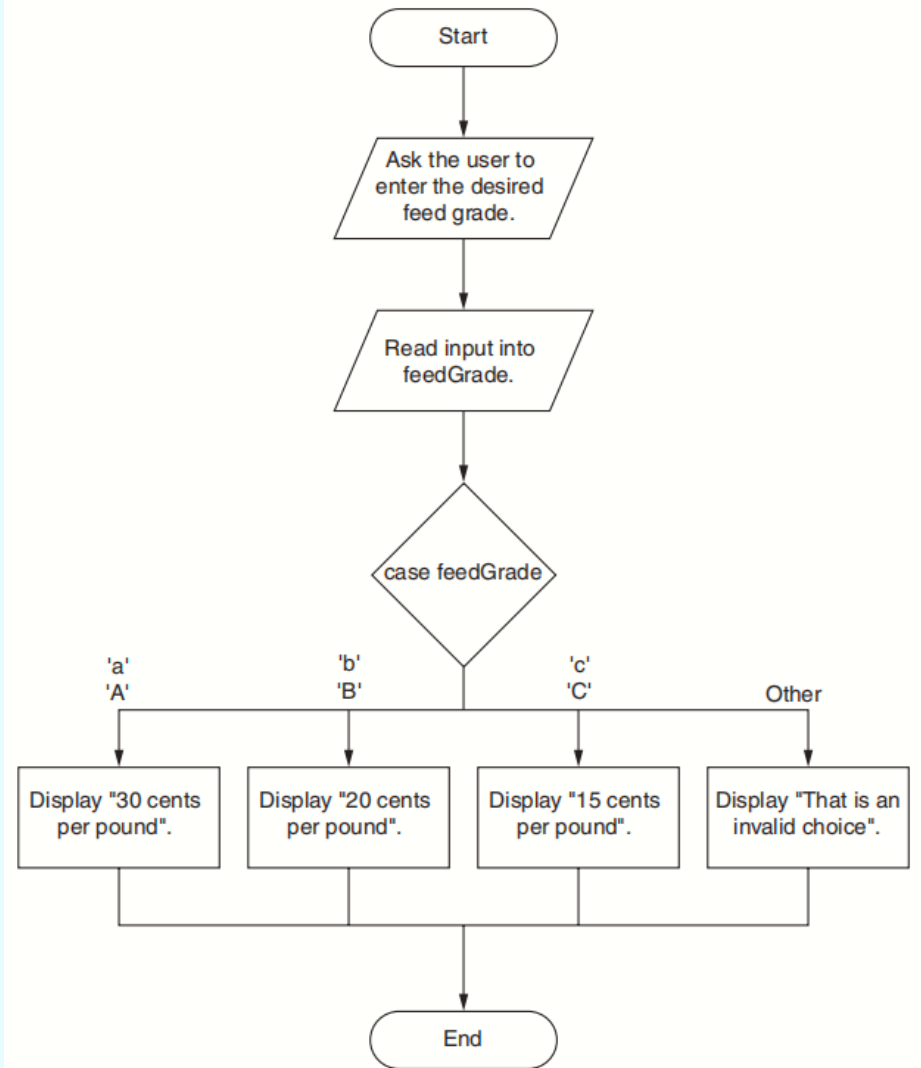 Start
Ask the user to
enter the desired
feed grade.
Read input into
feedGrade.
case feedGrade
'a'
'A'
'b'
'B'
'c'
'C'
Other
Display "30 cents
per pound".
Display "20 cents
per pound".
Display "15 cents
per pound".
Display "That is an
invalid choice".
End